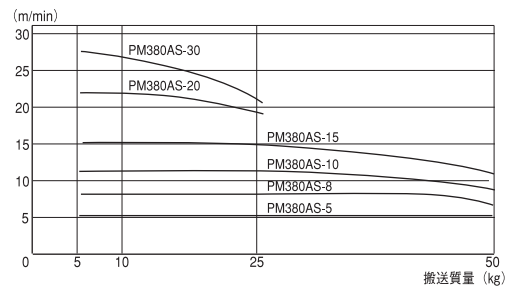 (m/min)
30
PM380AS-30
25
PM380AS-20
20
PM380AS-15
15
PM380AS-10
10
PM380AS-8
PM380AS-5
5
0 5 10 25 50
搬送質量 (kg)